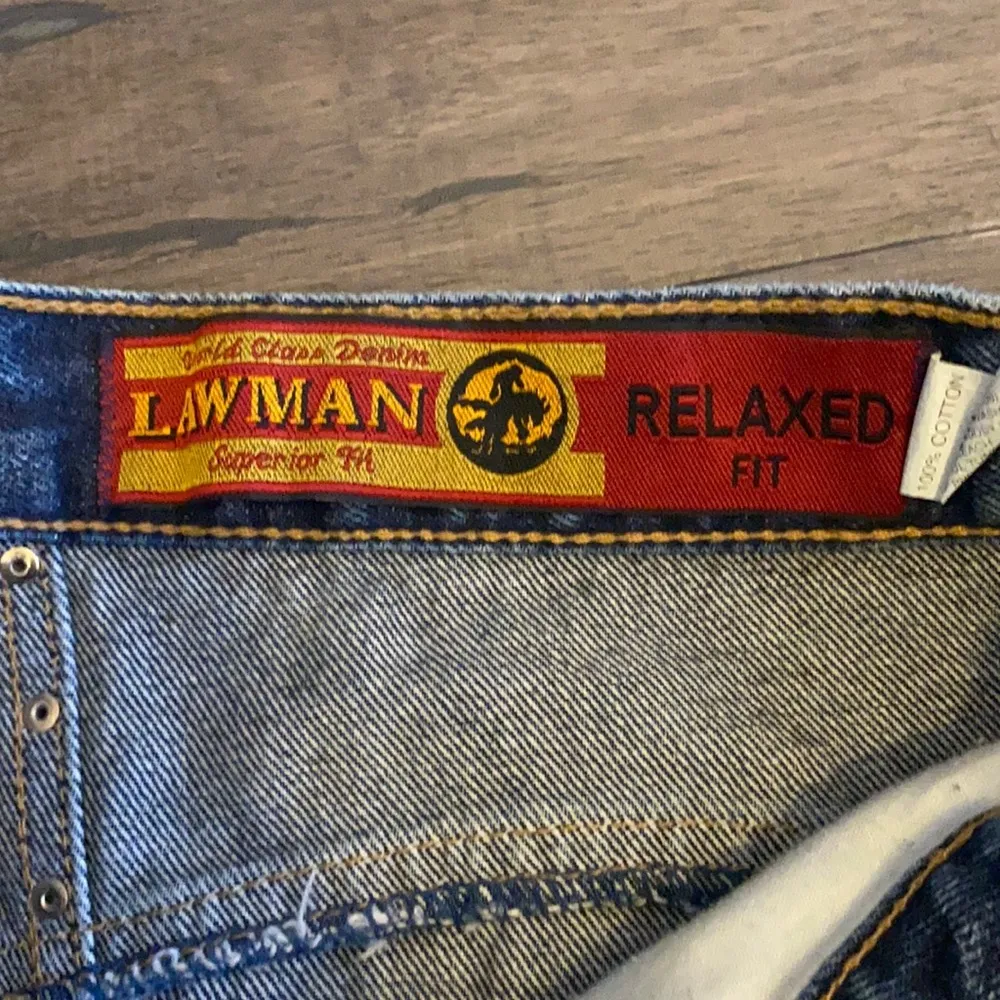 World Class Denim
LAWMAN
Superior Fit
RELAXED
FIT
100% COTTON